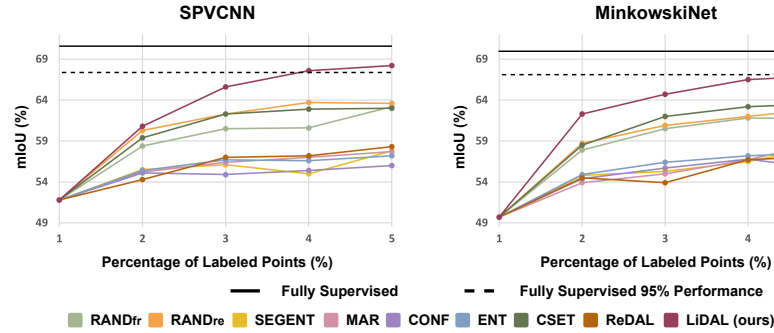 SPVCNN
MinkowskiNet
69
64
59
54
49
mIoU (%)
1 2 3 4 5
Percentage of Labeled Points (%)
69
64
59
54
49
mIoU (%)
1 2 3 4
Percentage of Labeled Points (%)
Fully Supervised Fully Supervised 95% Performance
RANDfr RANDre SEGENT MAR CONF ENT CSET ReDAL LiDAL (ours)